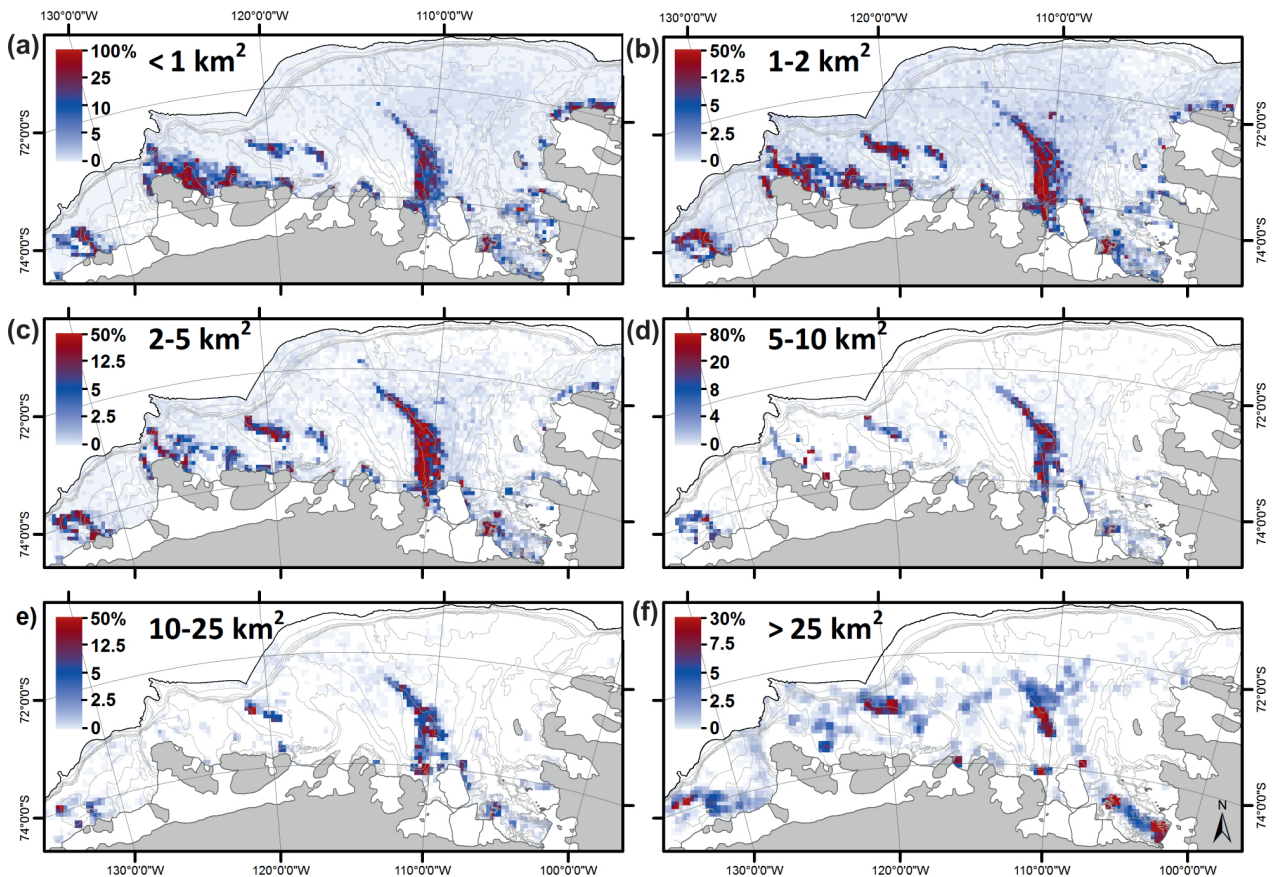 130°0'0"W 120°0'0"W 110°0'0"W 120°0'0"W 110°0'0"W
(a) 100% 25 10 5 0 < 1 km²
(b) 50% 12.5 5 2.5 0 1-2 km²
72°0'0"S 72°0'0"S
74°0'0"S 74°0'0"S
(c) 50% 12.5 5 2.5 0 2-5 km²
(d) 80% 20 8 4 0 5-10 km²
72°0'0"S 72°0'0"S
74°0'0"S 74°0'0"S
e) 50% 12.5 5 2.5 0 10-25 km²
(f) 30% 7.5 5 2.5 0 > 25 km²
72°0'0"S 72°0'0"S
74°0'0"S 74°0'0"S
N
130°0'0"W 120°0'0"W 110°0'0"W 100°0'0"W 130°0'0"W 120°0'0"W 110°0'0"W 100°0'0"W